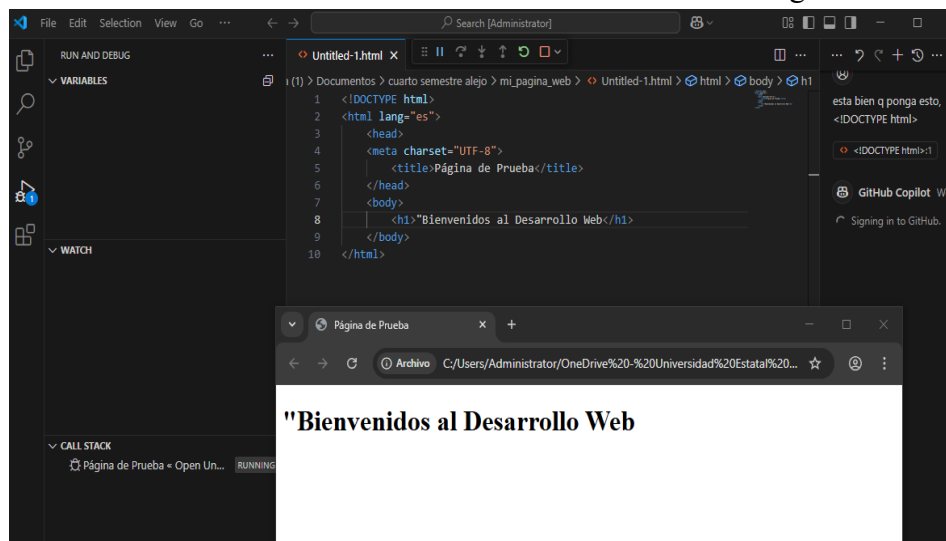 File Edit Selection View Go ···
Search [Administrator]
RUN AND DEBUG ···
VARIABLES
WATCH
CALL STACK
Página de Prueba « Open Un... RUNNING
1
Untitled-1.html
(1) > Documentos > cuarto semestre alejo > mi_pagina_web > Untitled-1.html > html > body > h1
1 <!DOCTYPE html>
2 <html lang="es">
3 <head>
4 <meta charset="UTF-8">
5 <title>Página de Prueba</title>
6 </head>
7 <body>
8 <h1>"Bienvenidos al Desarrollo Web</h1>
9 </body>
10 </html>
esta bien q ponga esto,
<!DOCTYPE html>
<!DOCTYPE html>:1
GitHub Copilot W
Signing in to GitHub.
Página de Prueba
Archivo C:/Users/Administrator/OneDrive%20-%20Universidad%20Estatal%20...
"Bienvenidos al Desarrollo Web